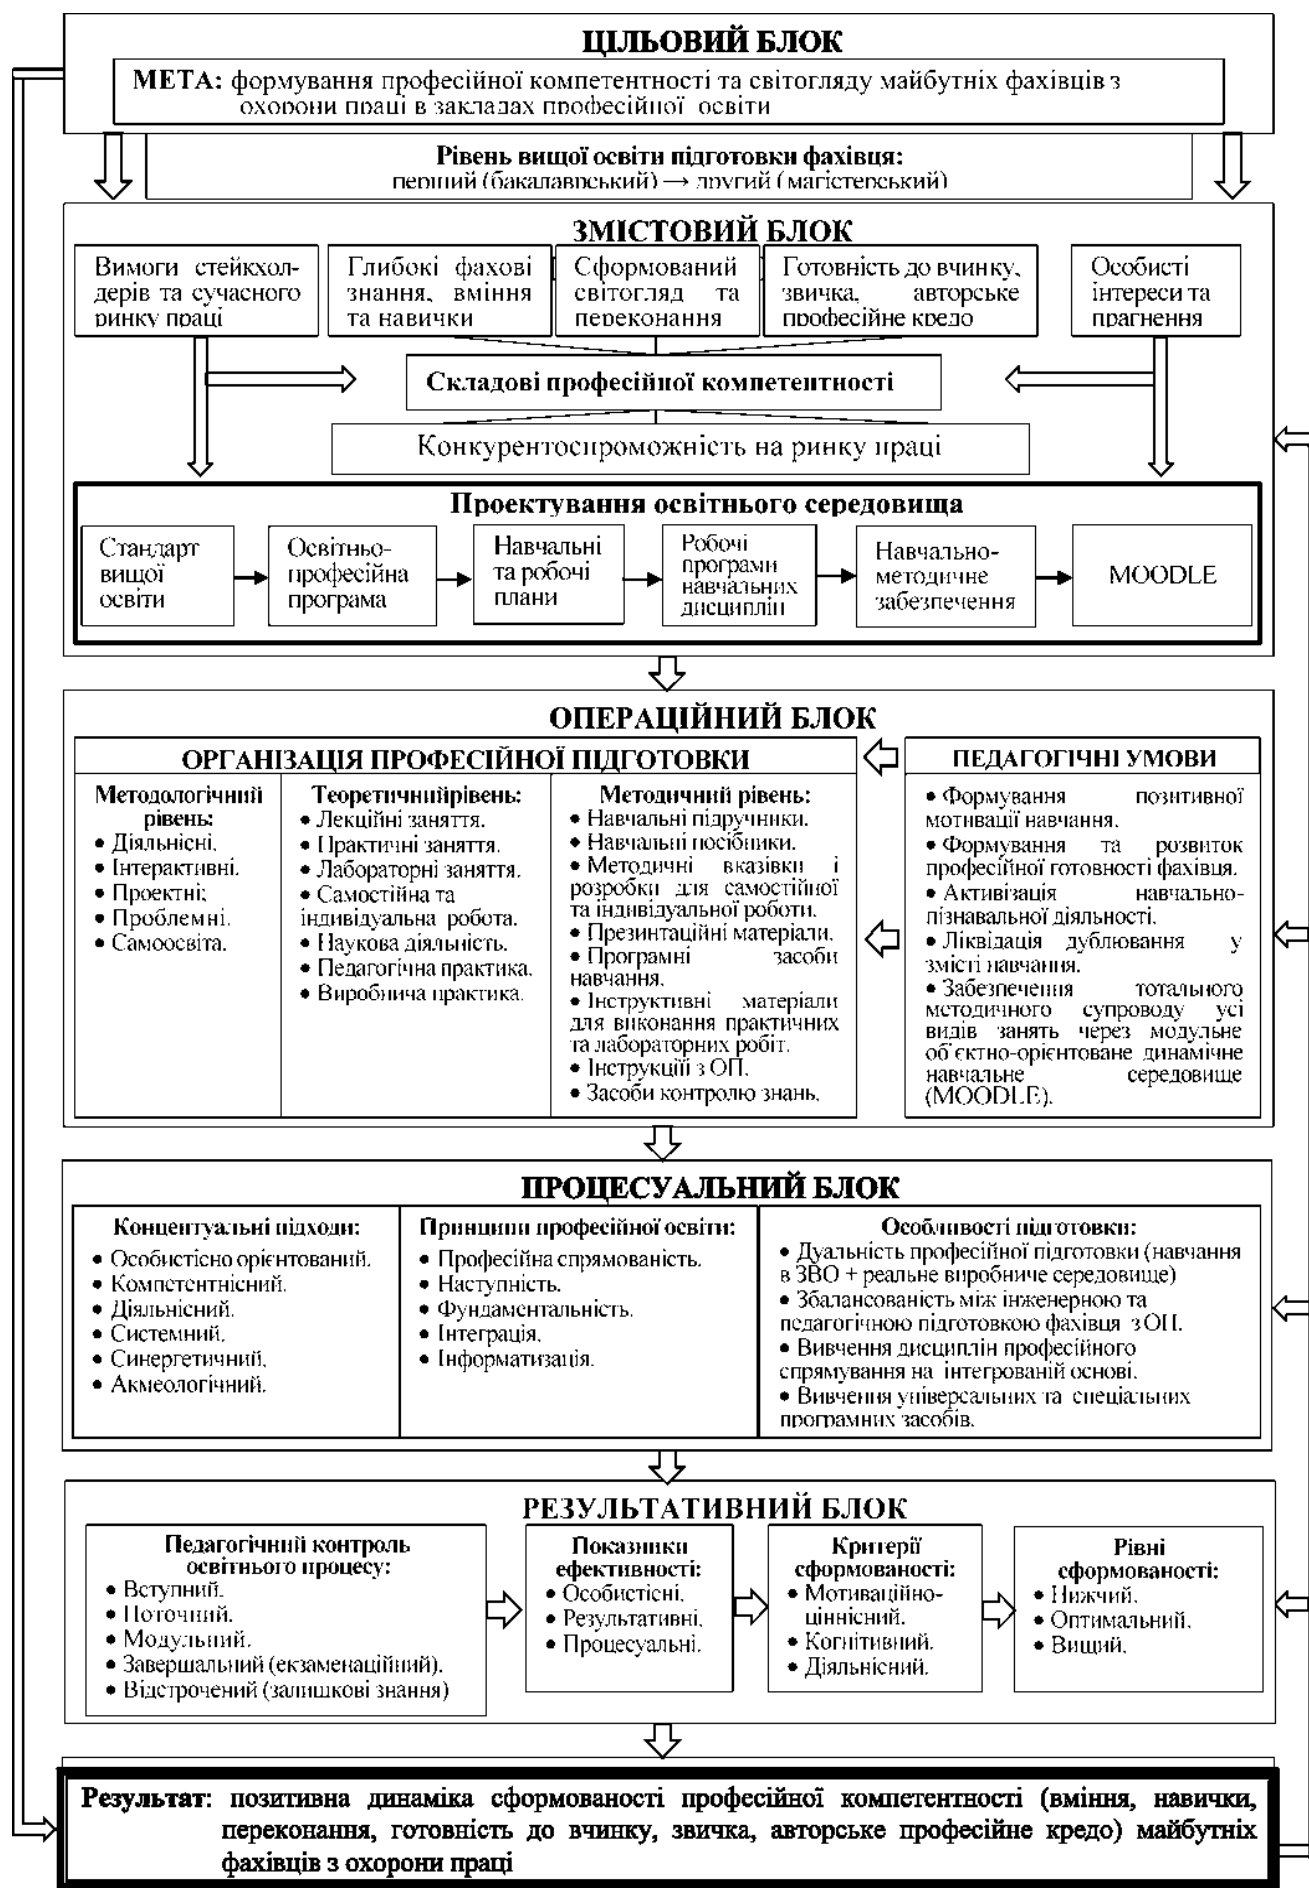 ЦІЛЬОВИЙ БЛОК
МЕТА: формування професійної компетентності та світогляду майбутніх фахівців з
охорони праці в закладах професійної освіти
Рівень вищої освіти підготовки фахівця:
перший (бакалаврський) → другий (магістерський)
ЗМІСТОВИЙ БЛОК
Вимоги стейкхол-
дерів та сучасного
ринку праці
Глибокі фахові
знання, вміння
та навички
Сформований
світогляд та
переконання
Готовність до вчинку,
звичка, авторське
професійне кредо
Особисті
інтереси та
прагнення
Складові професійної компетентності
Конкурентоспроможність на ринку праці
Проектування освітнього середовища
Стандарт
вищої
освіти
Освітньо-
професійна
програма
Навчальні
та робочі
плани
Робочі
програми
навчальних
дисциплін
Навчально-
методичне
забезпечення
MOODLE
ОПЕРАЦІЙНИЙ БЛОК
ОРГАНІЗАЦІЯ ПРОФЕСІЙНОЇ ПІДГОТОВКИ
Методологічний
рівень:
• Діяльнісні.
• Інтерактивні.
• Проектні;
• Проблемні.
• Самоосвіта.
Теоретичнийрівень:
• Лекційні заняття.
• Практичні заняття.
• Лабораторні заняття.
• Самостійна та
індивідуальна робота.
• Наукова діяльність.
• Педагогічна практика.
• Виробнича практика.
Методичний рівень:
• Навчальні підручники.
• Навчальні посібники.
• Методичні вказівки і
розробки для самостійної
та індивідуальної роботи.
• Презинтаційні матеріали.
• Програмні засоби
навчання.
• Інструктивні матеріали
для виконання практичних
та лабораторних робіт.
• Інструкціїі з ОП.
• Засоби контролю знань.
ПЕДАГОГІЧНІ УМОВИ
• Формування позитивної
мотивації навчання.
• Формування та розвиток
професійної готовності фахівця.
• Активізація навчально-
пізнавальної діяльності.
• Ліквідація дублювання у
змісті навчання.
• Забезпечення тотального
методичного супроводу усі
видів занять через модульне
об'єктно-орієнтоване динамічне
навчальне середовище
(MOODLE).
ПРОЦЕСУАЛЬНИЙ БЛОК
Концентуальні підходи:
• Особистісно орієнтований.
• Компетентнісний.
• Діяльнісний.
• Системний.
• Синергетичний.
• Акмеологічний.
Принципи професійної освіти:
• Професійна спрямованість.
• Наступність.
• Фундаментальність.
• Інтеграція.
• Інформатизація.
Особливості підготовки:
• Дуальність професійної підготовки (навчання
в ЗВО + реальне виробниче середовище)
• Збалансованість між інженерною та
педагогічною підготовкою фахівця з ОП.
• Вивчення дисциплін професійного
спрямування на інтегрованій основі.
• Вивчення універсальних та спеціальних
програмних засобів.
РЕЗУЛЬТАТИВНИЙ БЛОК
Педагогічний контроль
освітнього процесу:
• Вступний.
• Поточний.
• Модульний.
• Завершальний (екзаменаційний).
• Відстрочений (залишкові знання)
Показники
ефективності:
• Особистісні.
• Результативні.
• Процесуальні.
Критерії
сформованості:
• Мотиваційно-
ціннісний.
• Когнітивний.
• Діяльнісний.
Рівні
сформованості:
• Нижчий.
• Оптимальний.
• Вищий.
Результат: позитивна динаміка сформованості професійної компетентності (вміння, навички,
переконання, готовність до вчинку, звичка, авторське професійне кредо) майбутніх
фахівців з охорони праці